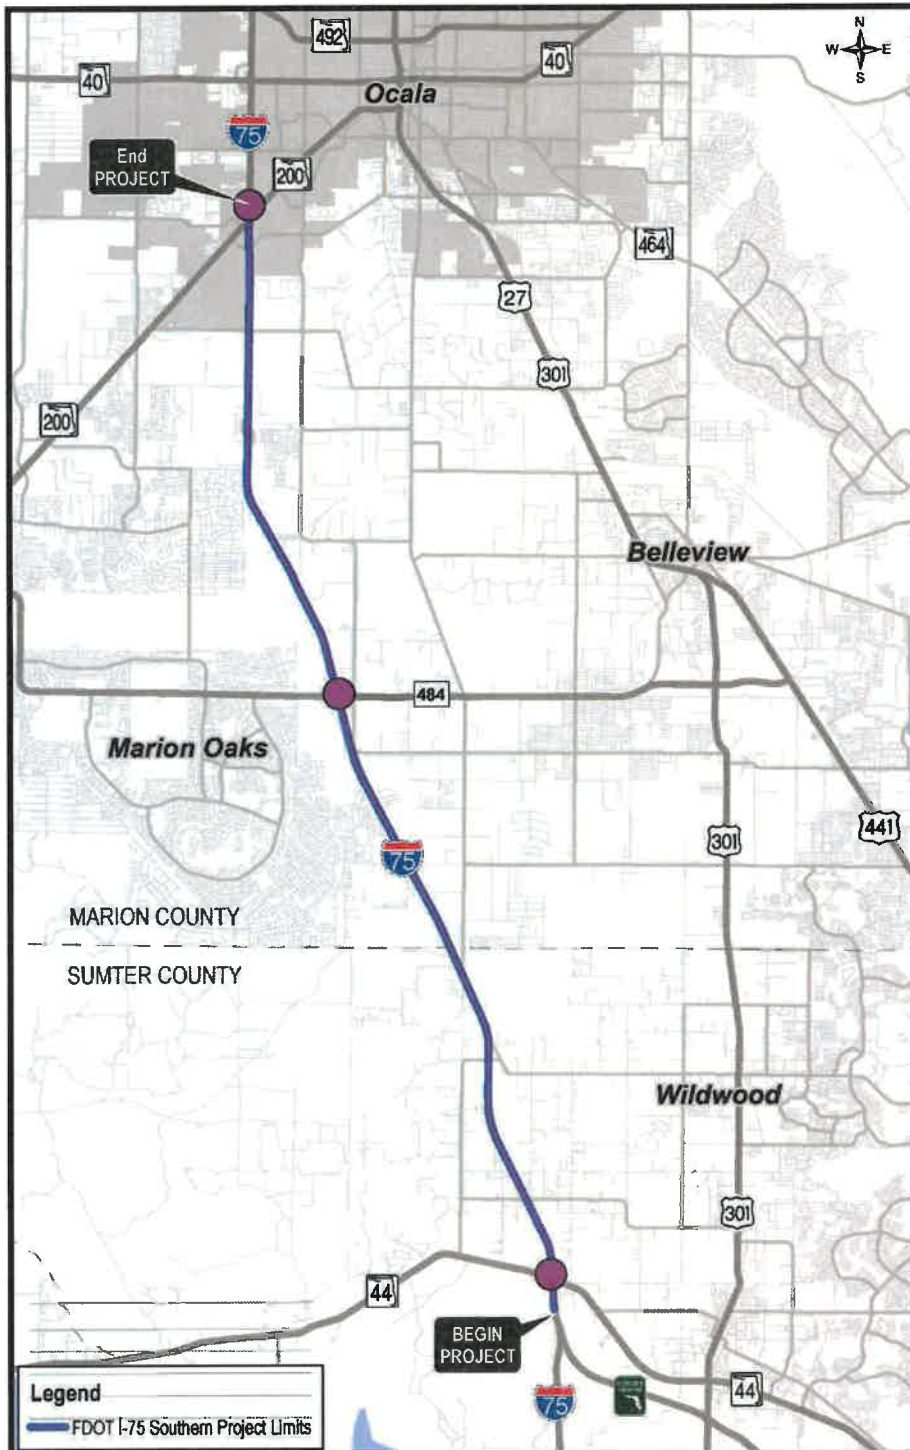 N
W E
S
492
40
40
Ocala
75
End
PROJECT
200
464
27
301
200
Belleview
484
Marion Oaks
75
301
441
MARION COUNTY
SUMTER COUNTY
Wildwood
301
44
BEGIN
PROJECT
44
75
Legend
FDOT I-75 Southern Project Limits